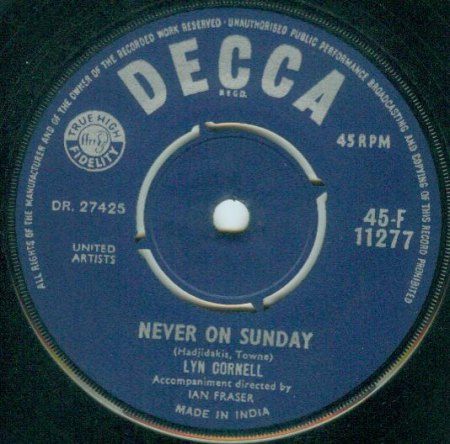 ALL RIGHTS OF THE MANUFACTURER AND OF THE OWNER OF THE RECORDED WORK RESERVED · UNAUTHORISED PUBLIC PERFORMANCE BROADCASTING AND COPYING OF THIS RECORD PROHIBITED
DECCA
REGD.
TRUE HIGH
ffrr
FIDELITY
45 RPM
DR. 27425
45-F
11277
UNITED
ARTISTS
NEVER ON SUNDAY
(Hadjidakis, Towne)
LYN CORNELL
Accompaniment directed by
IAN FRASER
MADE IN INDIA